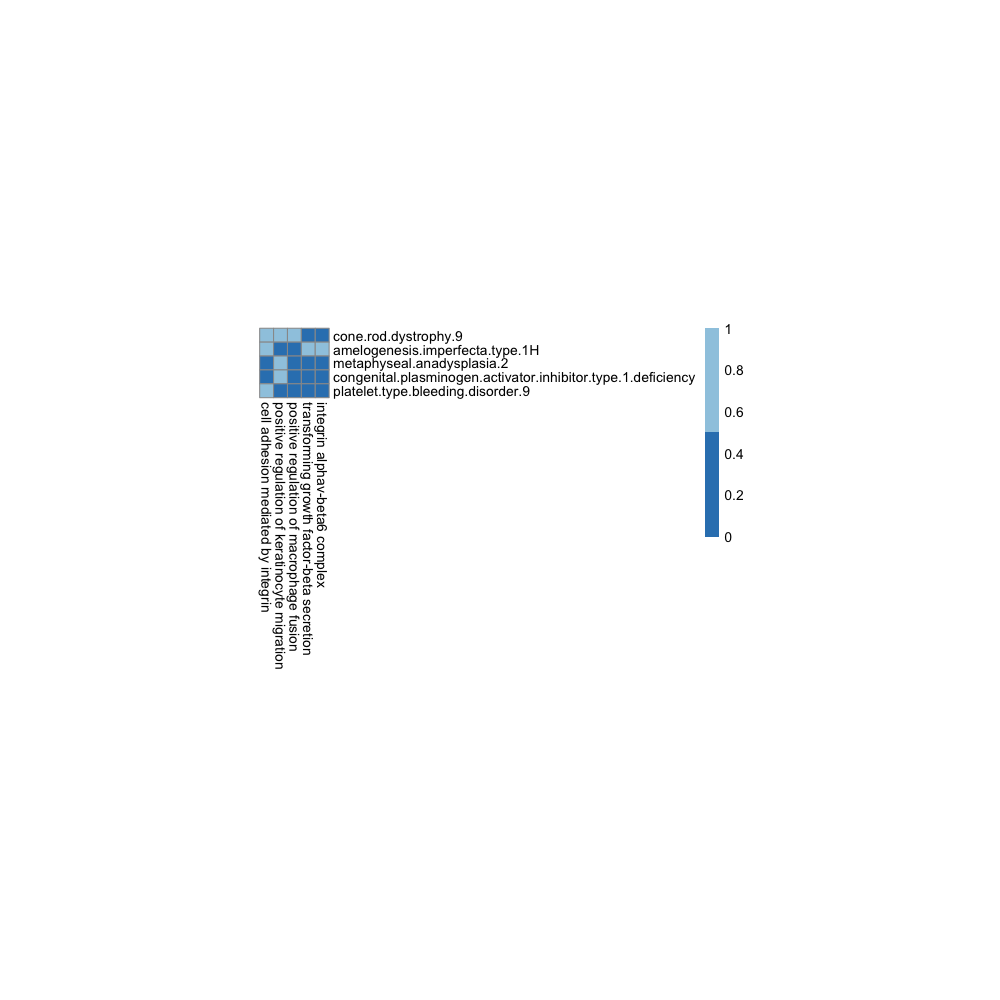 cone.rod.dystrophy.9
amelogenesis.imperfecta.type.1H
metaphyseal.anadysplasia.2
congenital.plasminogen.activator.inhibitor.type.1.deficiency
platelet.type.bleeding.disorder.9
cell adhesion mediated by integrin
positive regulation of keratinocyte migration
positive regulation of macrophage fusion
transforming growth factor-beta secretion
integrin alphav-beta6 complex
1
0.8
0.6
0.4
0.2
0